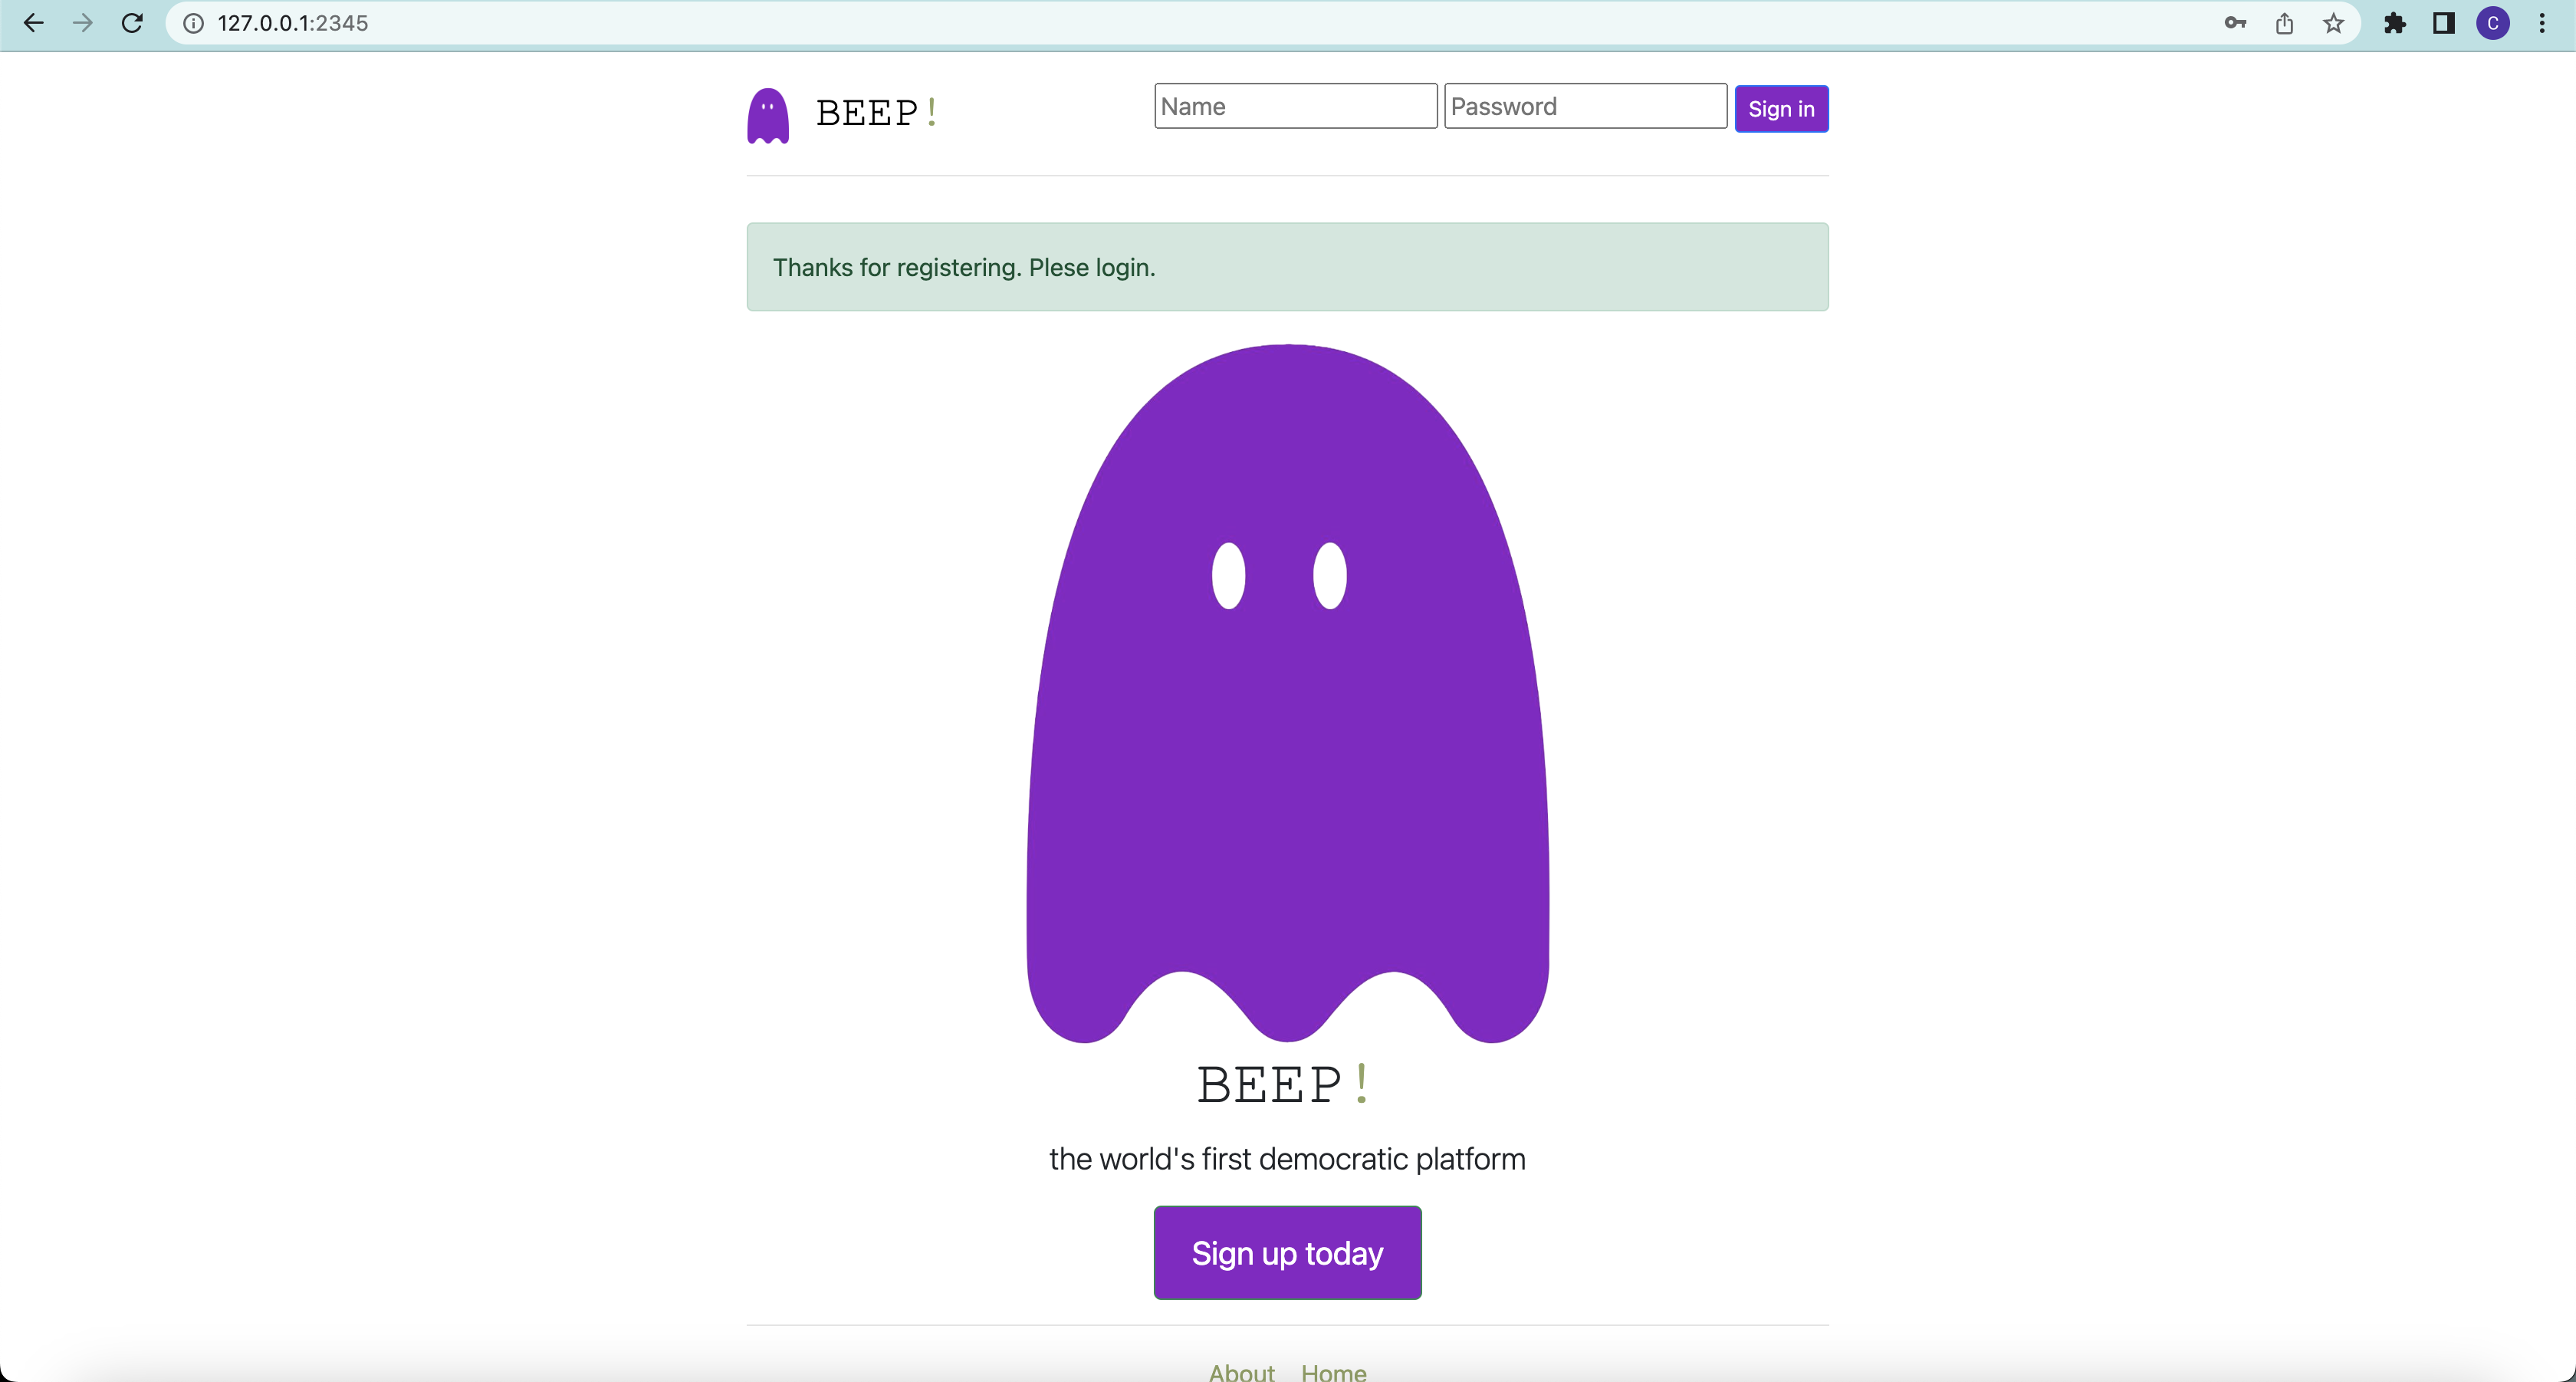 127.0.0.1:2345
C
BEEP!
Name
Password
Sign in
Thanks for registering. Plese login.
BEEP!
the world's first democratic platform
Sign up today
About Home